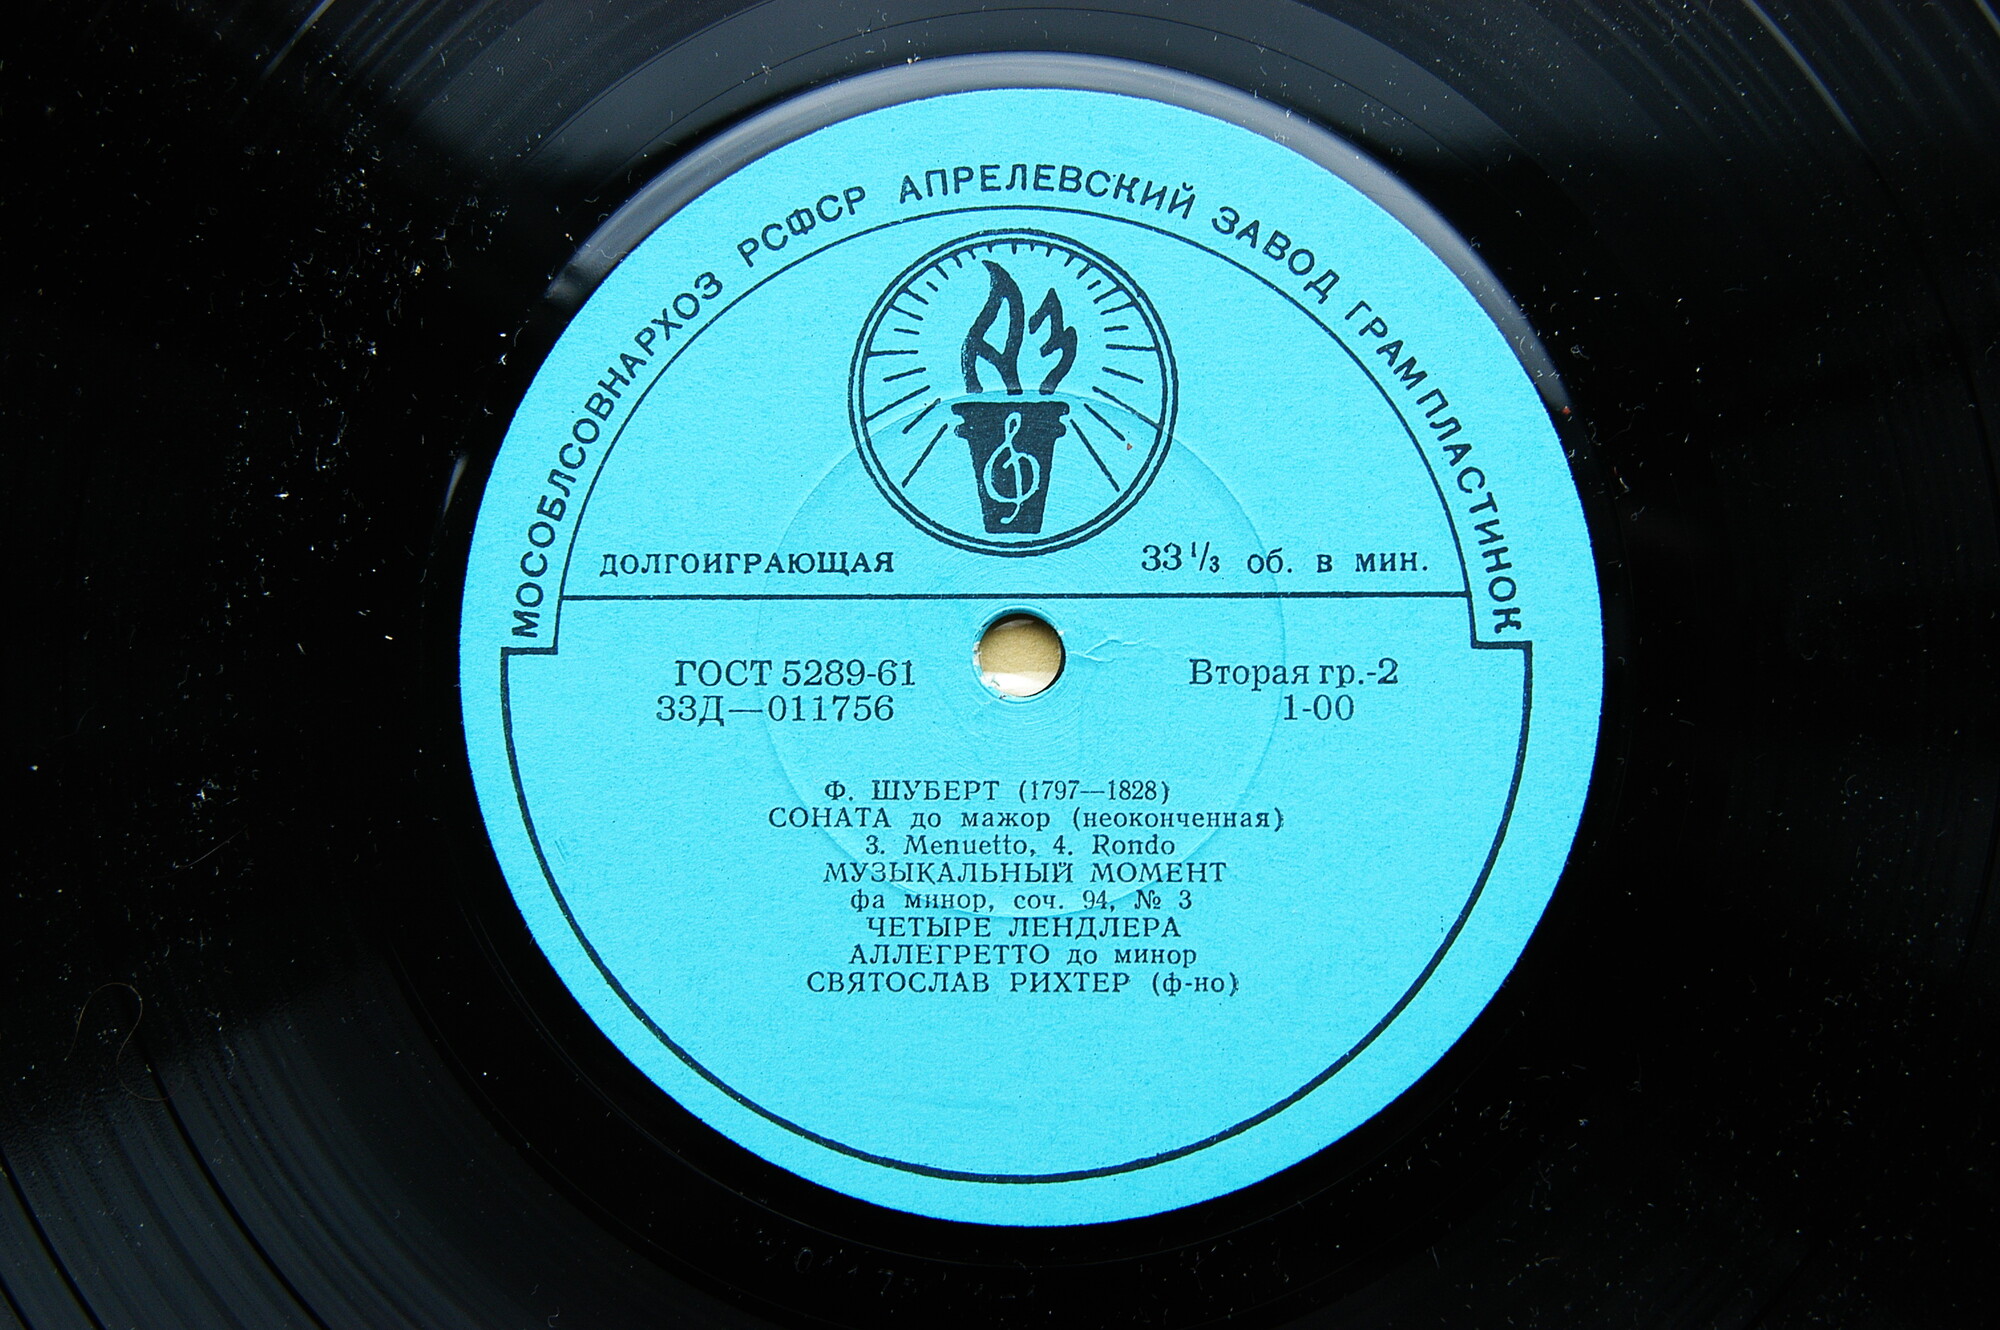 МОСОБЛСОВНАРХОЗ РСФСР АПРЕЛЕВСКИЙ ЗАВОД ГРАМПЛАСТИНОК
АЗ
ДОЛГОИГРАЮЩАЯ 33 1/3 об. в мин.
ГОСТ 5289-61 Вторая гр.-2
33Д—011756 1-00
Ф. ШУБЕРТ (1797—1828)
СОНАТА до мажор (неоконченная)
3. Menuetto, 4. Rondo
МУЗЫКАЛЬНЫЙ МОМЕНТ
фа минор, соч. 94, № 3
ЧЕТЫРЕ ЛЕНДЛЕРА
АЛЛЕГРЕТТО до минор
СВЯТОСЛАВ РИХТЕР (ф-но)